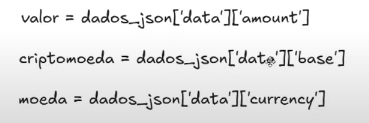 valor = dados_json['data']['amount']
criptomoeda = dados_json['data']['base']
moeda = dados_json['data']['currency']